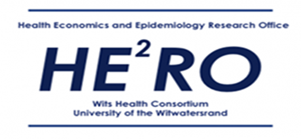 Health Economics and Epidemiology Research Office
HE²RO
Wits Health Consortium
University of the Witwatersrand